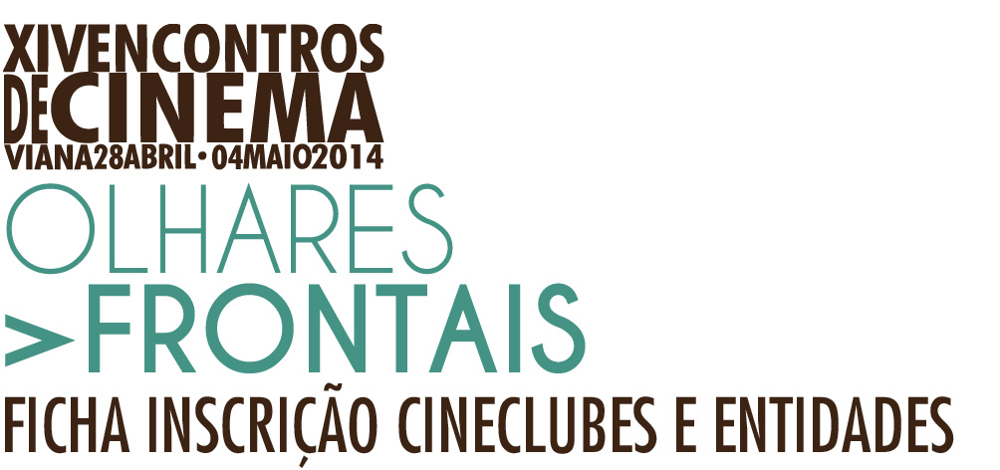 XIVENCONTROS
DECINEMA
VIANA28ABRIL•04MAIO2014
OLHARES
>FRONTAIS
FICHA INSCRIÇÃO CINECLUBES E ENTIDADES